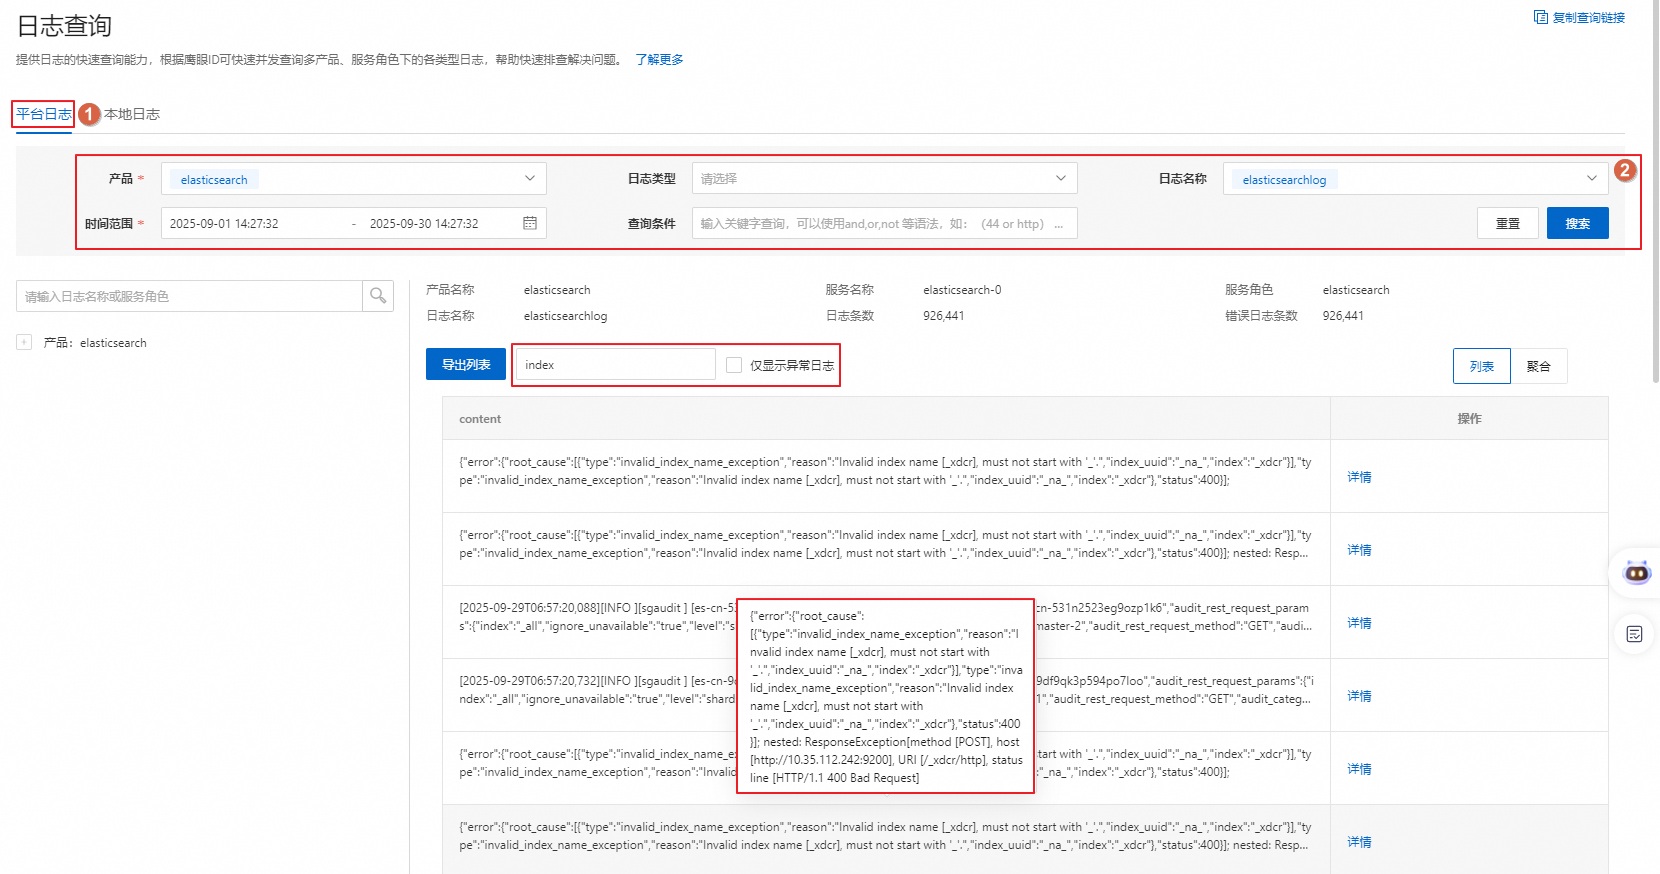 日志查询
复制查询链接
提供日志的快速查询能力，根据鹰眼ID可快速并发查询多产品、服务角色下的各类型日志，帮助快速排查解决问题。 了解更多
平台日志 1 本地日志
产品 * elasticsearch 日志类型 请选择 日志名称 elasticsearchlog 2
时间范围 * 2025-09-01 14:27:32 - 2025-09-30 14:27:32 查询条件 输入关键字查询，可以使用and,or,not 等语法，如：（44 or http） ... 重置 搜索
请输入日志名称或服务角色
产品：elasticsearch
产品名称 elasticsearch 服务名称 elasticsearch-0 服务角色 elasticsearch
日志名称 elasticsearchlog 日志条数 926,441 错误日志条数 926,441
导出列表 index 仅显示异常日志 列表 聚合
content 操作
{"error":{"root_cause":[{"type":"invalid_index_name_exception","reason":"Invalid index name [_xdcr], must not start with '_'.","index_uuid":"_na_","index":"_xdcr"}],"ty
pe":"invalid_index_name_exception","reason":"Invalid index name [_xdcr], must not start with '_'.","index_uuid":"_na_","index":"_xdcr"},"status":400}];
详情
{"error":{"root_cause":[{"type":"invalid_index_name_exception","reason":"Invalid index name [_xdcr], must not start with '_'.","index_uuid":"_na_","index":"_xdcr"}],"ty
pe":"invalid_index_name_exception","reason":"Invalid index name [_xdcr], must not start with '_'.","index_uuid":"_na_","index":"_xdcr"},"status":400}]; nested: Resp...
详情
[2025-09-29T06:57:20,088][INFO ][sgaudit ] [es-cn-53 cn-531n2523eg9ozp1k6","audit_rest_request_param
s":{"index":"_all","ignore_unavailable":"true","level":"s master-2","audit_rest_request_method":"GET","audi...
详情
[2025-09-29T06:57:20,732][INFO ][sgaudit ] [es-cn-9 9df9qk3p594po7loo","audit_rest_request_params":{"i
ndex":"_all","ignore_unavailable":"true","level":"shard 1","audit_rest_request_method":"GET","audit_categ...
详情
{"error":{"root_cause":[{"type":"invalid_index_name_e start with '_'.","index_uuid":"_na_","index":"_xdcr"}],"ty
pe":"invalid_index_name_exception","reason":"Invalid _na_","index":"_xdcr"},"status":400}];
详情
{"error":{"root_cause":
[{"type":"invalid_index_name_exception","reason":"I
nvalid index name [_xdcr], must not start with
'_'.","index_uuid":"_na_","index":"_xdcr"}],"type":"inva
lid_index_name_exception","reason":"Invalid index
name [_xdcr], must not start with
'_'.","index_uuid":"_na_","index":"_xdcr"},"status":400
}]; nested: ResponseException[method [POST], host
[http://10.35.112.242:9200], URI [/_xdcr/http], status
line [HTTP/1.1 400 Bad Request]
{"error":{"root_cause":[{"type":"invalid_index_name_exception","reason":"Invalid index name [_xdcr], must not start with '_'.","index_uuid":"_na_","index":"_xdcr"}],"ty
pe":"invalid_index_name_exception","reason":"Invalid index name [_xdcr], must not start with '_'.","index_uuid":"_na_","index":"_xdcr"},"status":400}]; nested: Resp...
详情